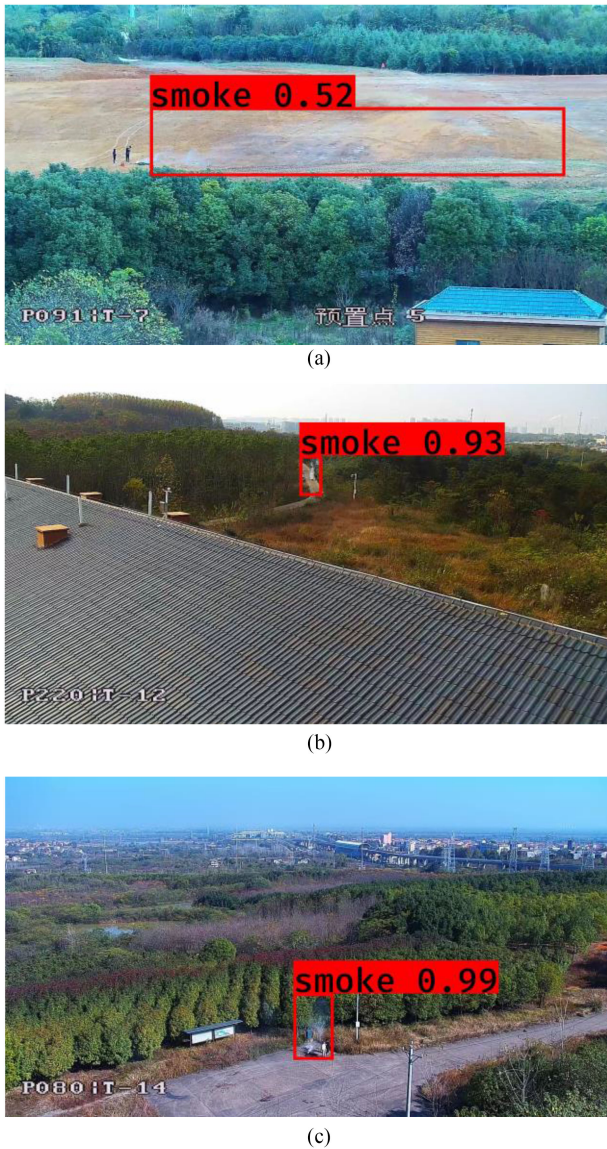 smoke 0.52
P091:T-7 预置点 5
(a)
smoke 0.93
P220:T-12
(b)
smoke 0.99
P080:T-14
(c)